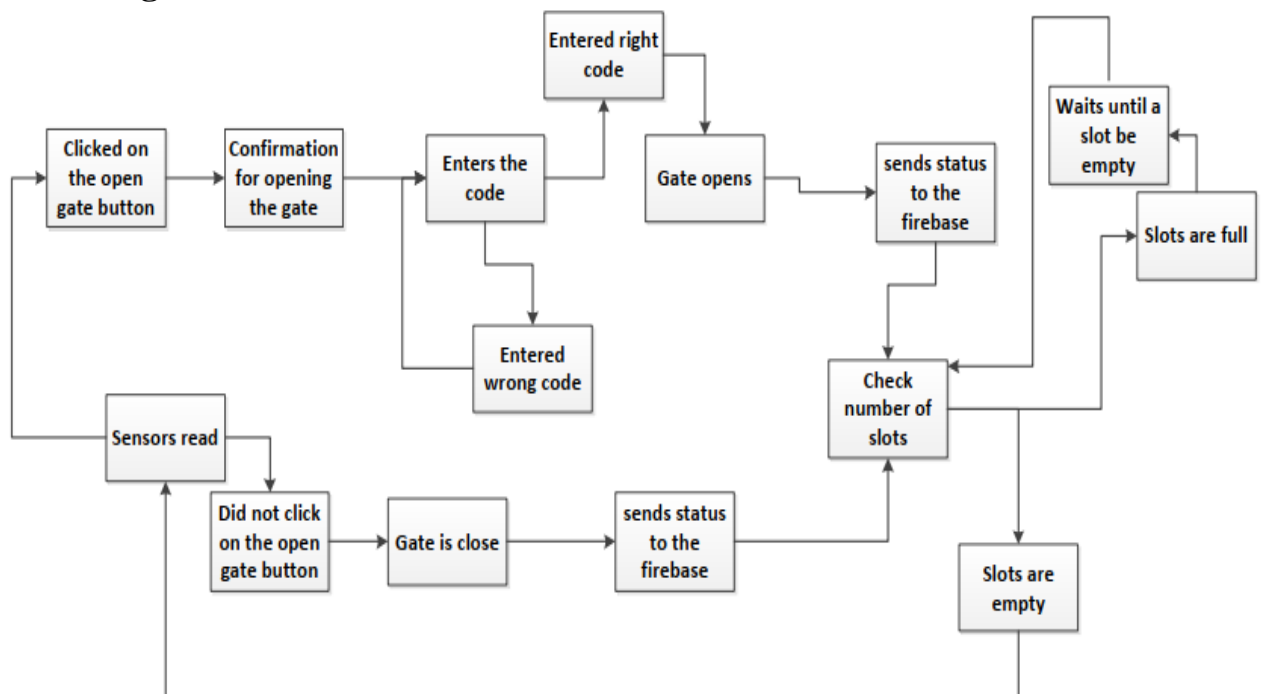 Entered right
code
Waits until a
slot be
empty
Clicked on
the open
gate button
Confirmation
for opening
the gate
Enters the
code
Gate opens
sends status
to the
firebase
Slots are full
Entered
wrong code
Check
number of
slots
Sensors read
Did not click
on the open
gate button
Gate is close
sends status
to the
firebase
Slots are
empty